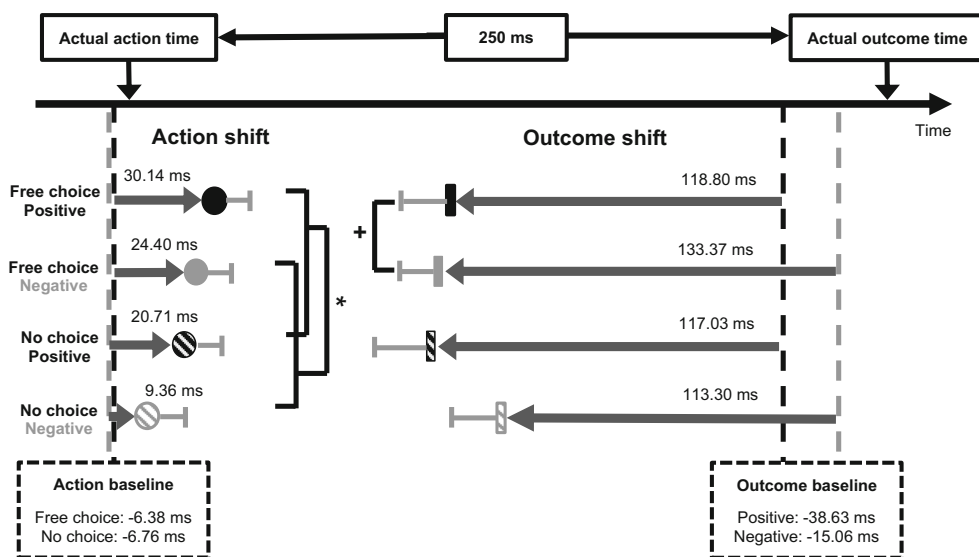 Actual action time
250 ms
Actual outcome time
Time
Action shift
Outcome shift
30.14 ms
118.80 ms
Free choice
Positive
+
24.40 ms
133.37 ms
Free choice
Negative
*
20.71 ms
117.03 ms
No choice
Positive
9.36 ms
113.30 ms
No choice
Negative
Action baseline
Free choice: -6.38 ms
No choice: -6.76 ms
Outcome baseline
Positive: -38.63 ms
Negative: -15.06 ms